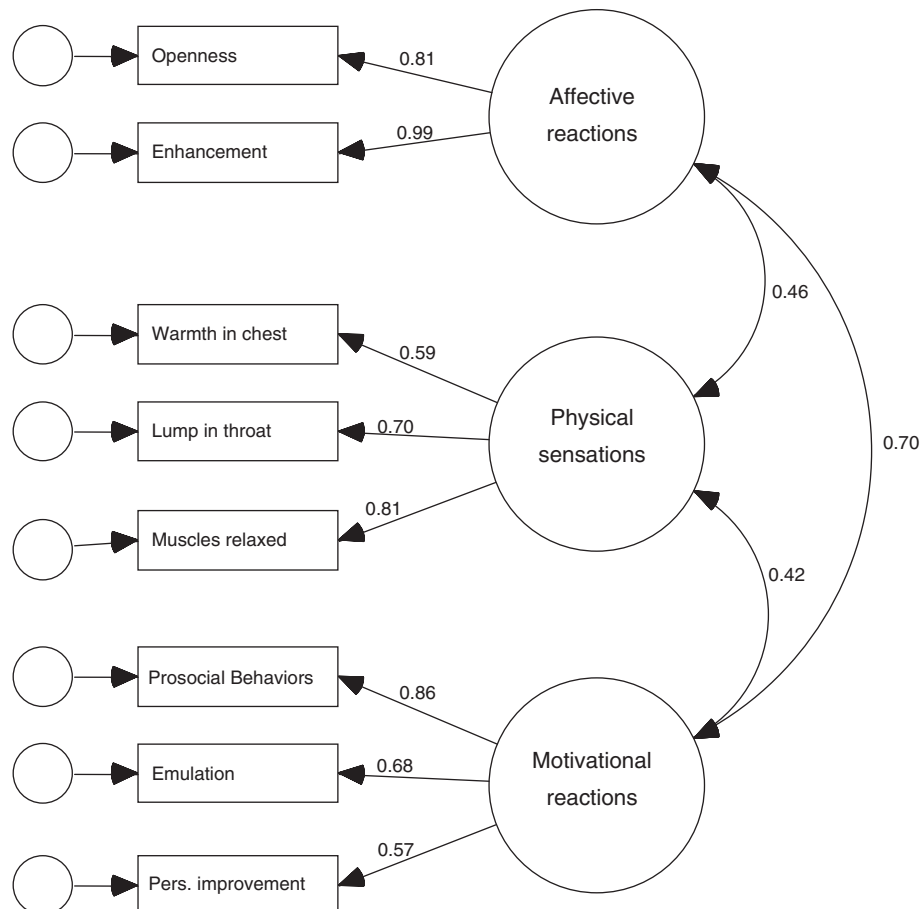 Openness
0.81
Affective
reactions
Enhancement
0.99
0.46
Warmth in chest
0.59
Lump in throat
0.70
Physical
sensations
0.70
Muscles relaxed
0.81
0.42
Prosocial Behaviors
0.86
Emulation
0.68
Motivational
reactions
Pers. improvement
0.57